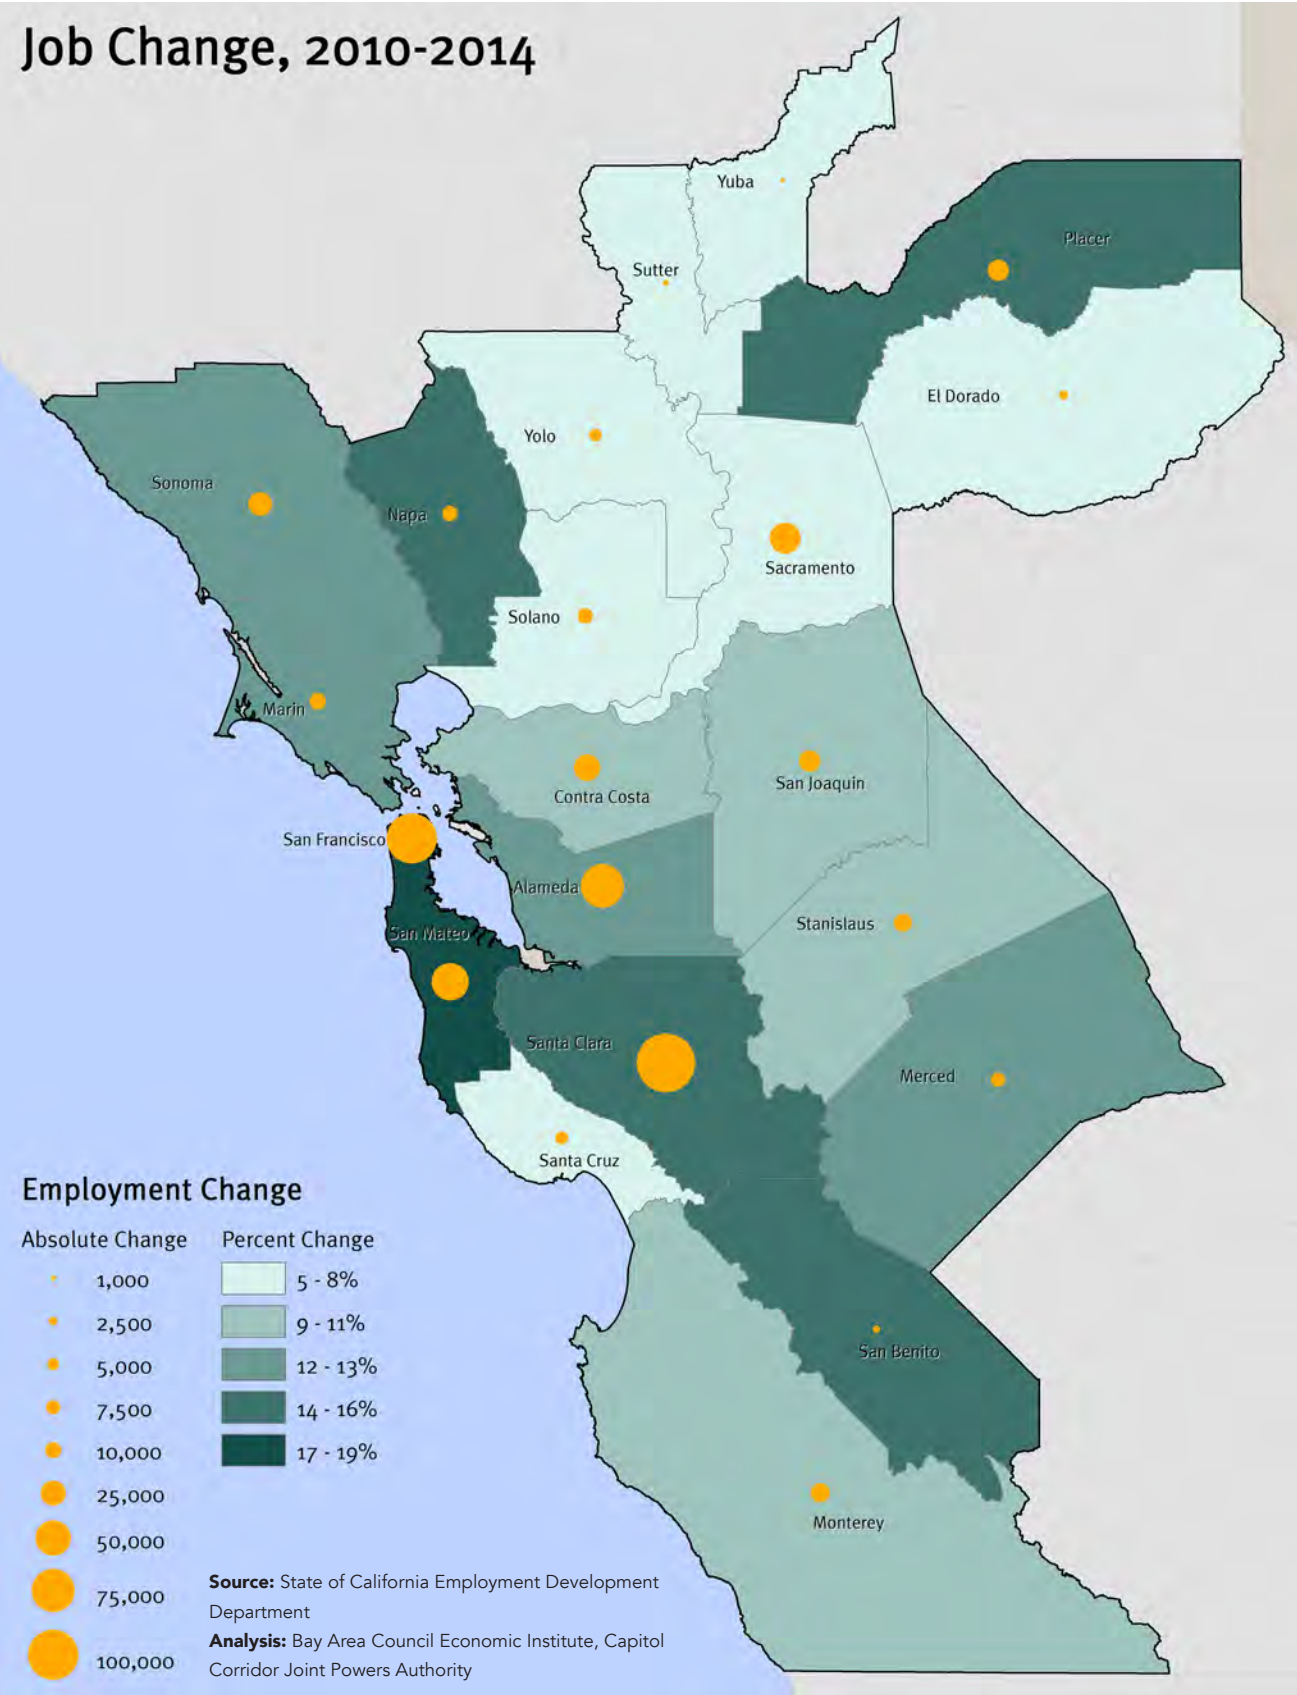 Job Change, 2010-2014
Yuba
Placer
Sutter
El Dorado
Yolo
Sonoma
Napa
Sacramento
Solano
Marin
San Joaquin
Contra Costa
San Francisco
Alameda
Stanislaus
San Mateo
Santa Clara
Merced
Santa Cruz
San Benito
Monterey
Employment Change
Absolute Change
1,000
2,500
5,000
7,500
10,000
25,000
50,000
75,000
100,000
Percent Change
5 - 8%
9 - 11%
12 - 13%
14 - 16%
17 - 19%
Source: State of California Employment Development
Department
Analysis: Bay Area Council Economic Institute, Capitol
Corridor Joint Powers Authority